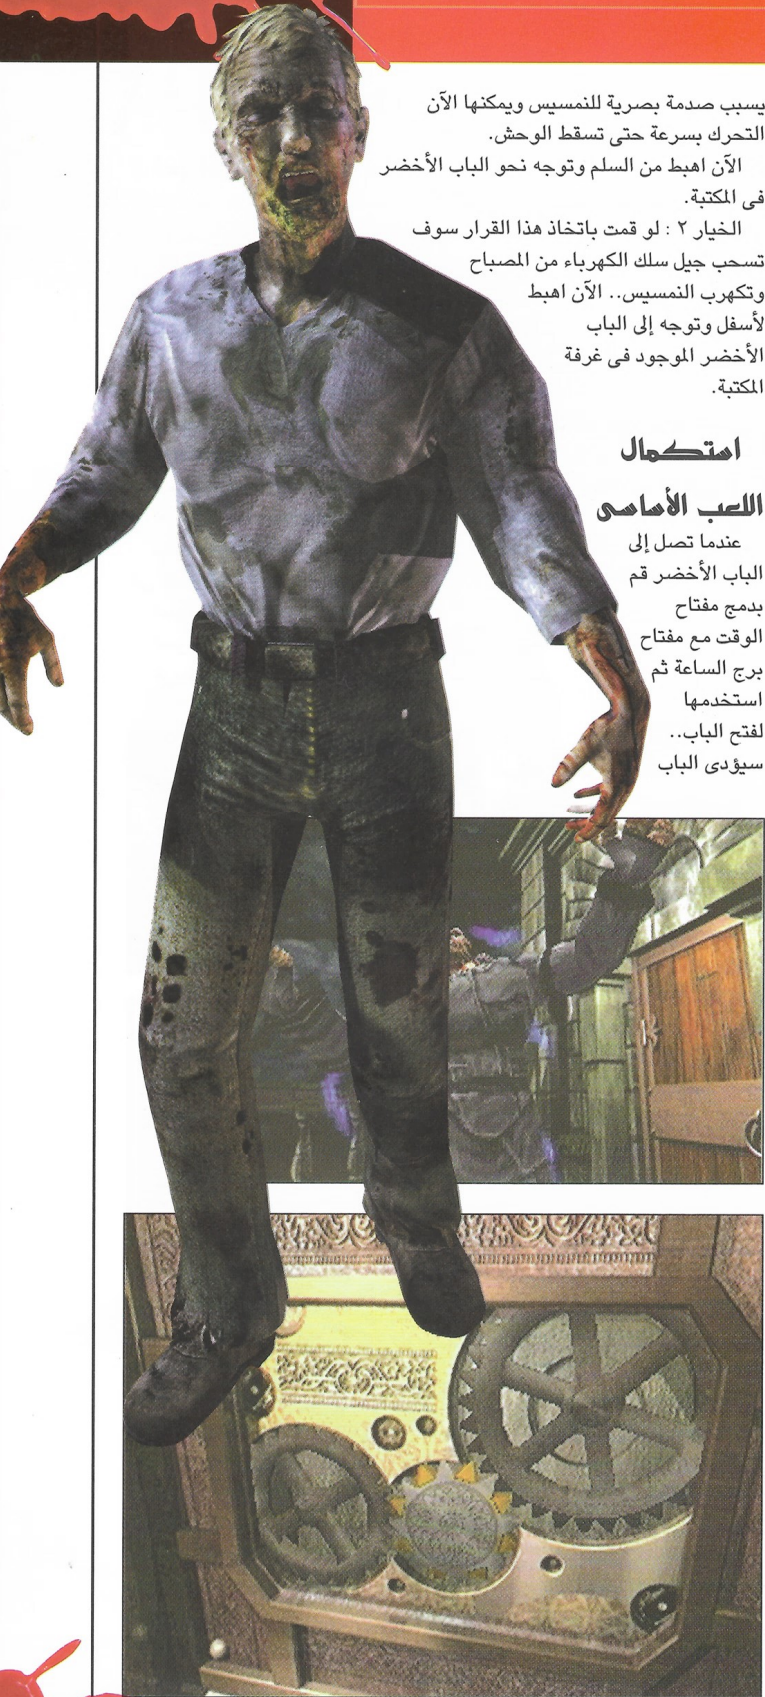 يسبب صدمة بصرية للنمسيس ويمكنها الآن
التحرك بسرعة حتى تسقط الوحش.
الآن اهبط من السلم وتوجه نحو الباب الأخضر
فى المكتبة.
الخيار ٢ : لو قمت باتخاذ هذا القرار سوف
تسحب جيل سلك الكهرباء من المصباح
وتكهرب النمسيس.. الآن اهبط
لأسفل وتوجه إلى الباب
الأخضر الموجود فى غرفة
المكتبة.
استكمال
اللعب الأساسى
عندما تصل إلى
الباب الأخضر قم
بدمج مفتاح
الوقت مع مفتاح
برج الساعة ثم
استخدمها
لفتح الباب..
سيؤدى الباب